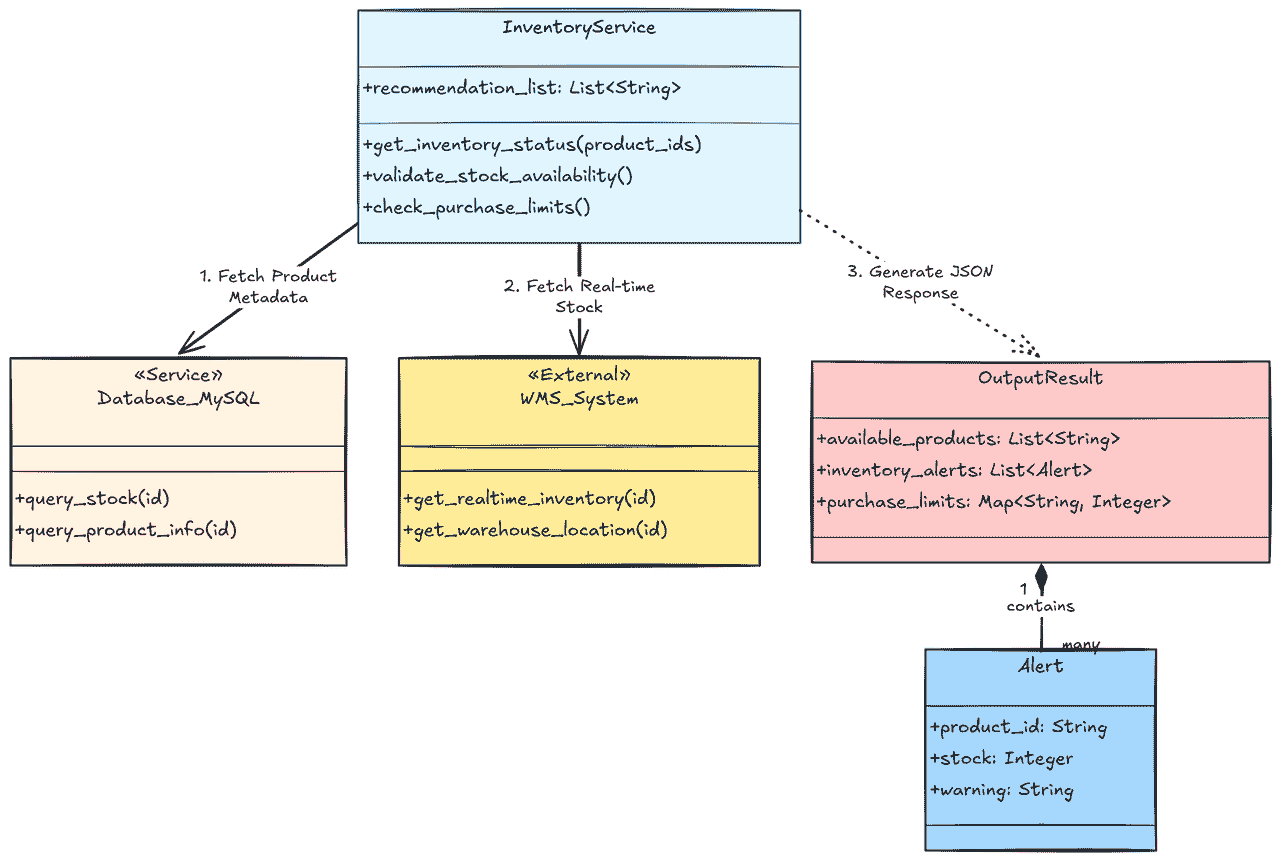 InventoryService
+recommendation_list: List<String>
+get_inventory_status(product_ids)
+validate_stock_availability()
+check_purchase_limits()
1. Fetch Product
Metadata
2. Fetch Real-time
Stock
3. Generate JSON
Response
«Service»
Database_MySQL
+query_stock(id)
+query_product_info(id)
«External»
WMS_System
+get_realtime_inventory(id)
+get_warehouse_location(id)
OutputResult
+available_products: List<String>
+inventory_alerts: List<Alert>
+purchase_limits: Map<String, Integer>
1
contains
many
Alert
+product_id: String
+stock: Integer
+warning: String